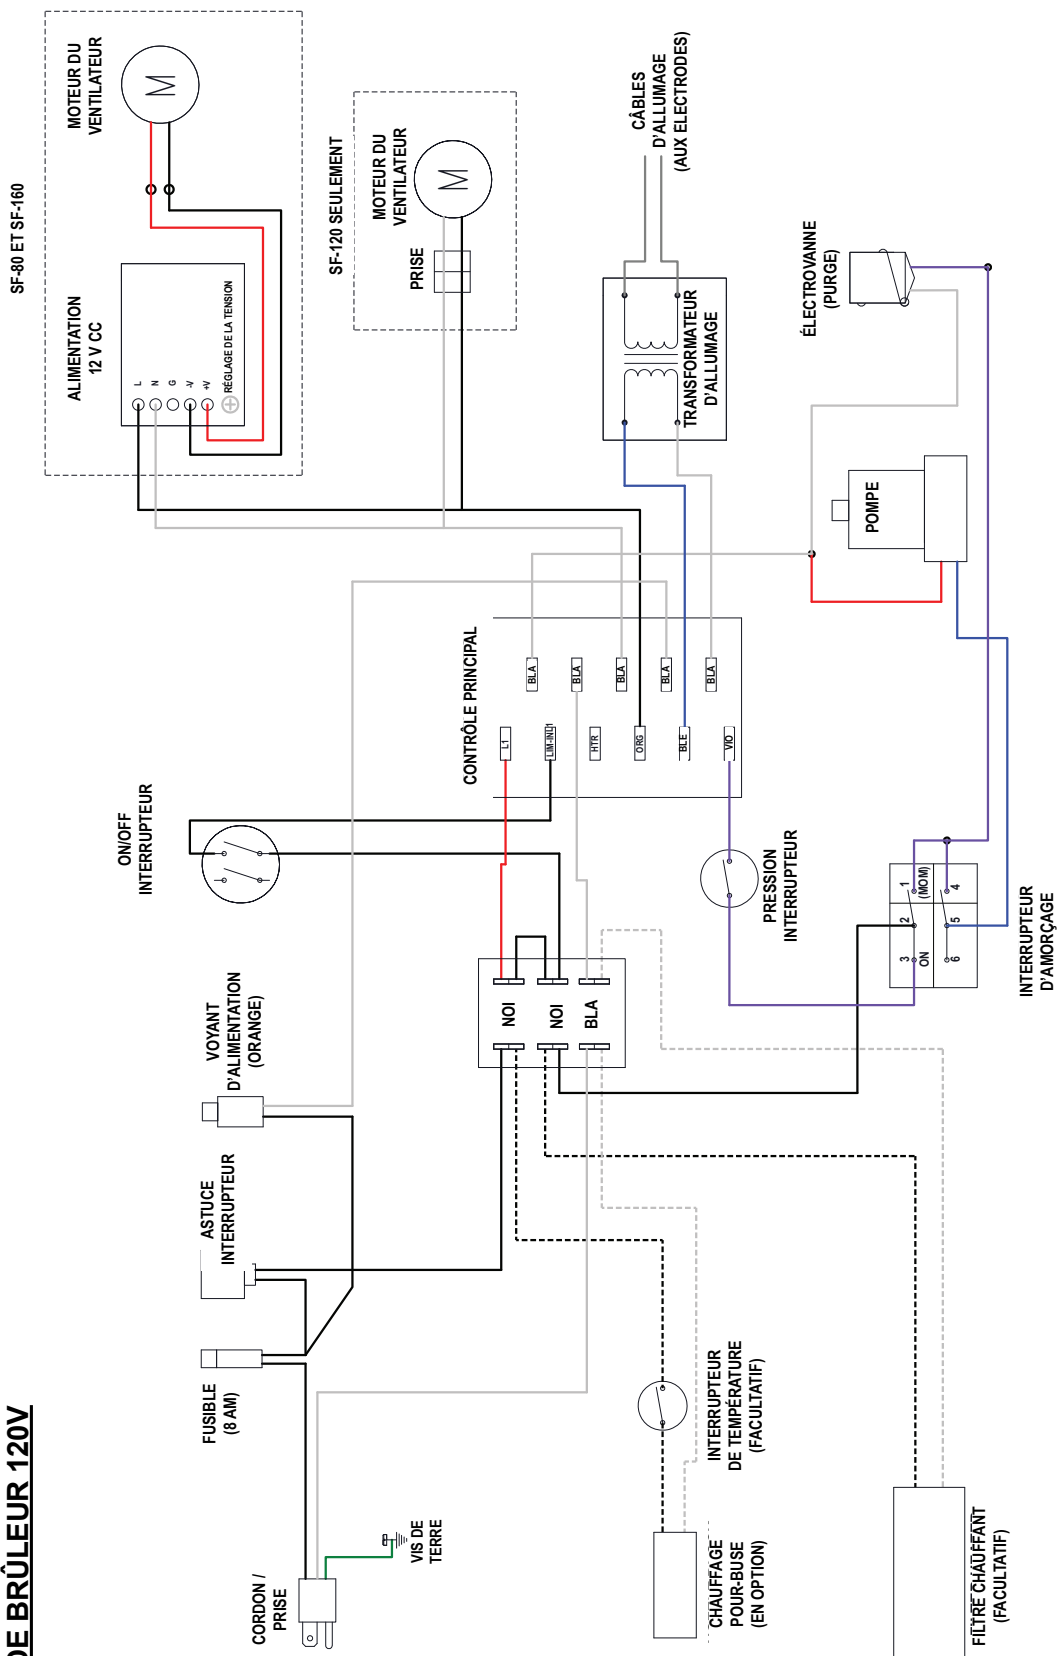 DE BRÛLEUR 120V
SF-80 ET SF-160
MOTEUR DU
VENTILATEUR
M
ALIMENTATION
12 V CC
L
N
G
-V
+V
RÉGLAGE DE LA TENSION
SF-120 SEULEMENT
MOTEUR DU
VENTILATEUR
M
PRISE
CÂBLES
D'ALLUMAGE
(AUX ELECTRODES)
TRANSFORMATEUR
D'ALLUMAGE
ÉLECTROVANNE
(PURGE)
POMPE
CONTRÔLE PRINCIPAL
BLA
BLA
BLA
BLA
BLA
L1
LIM-INL1
HTR
ORG
BLE
VIO
ON/OFF
INTERRUPTEUR
PRESSION
INTERRUPTEUR
3
2
1
(MOM)
ON
6
5
4
INTERRUPTEUR
D'AMORÇAGE
NOI
NOI
BLA
VOYANT
D'ALIMENTATION
(ORANGE)
ASTUCE
INTERRUPTEUR
FUSIBLE
(8 AM)
INTERRUPTEUR
DE TEMPÉRATURE
(FACULTATIF)
CORDON /
PRISE
VIS DE
TERRE
CHAUFFAGE
POUR-BUSE
(EN OPTION)
FILTRE CHAUFFANT
(FACULTATIF)